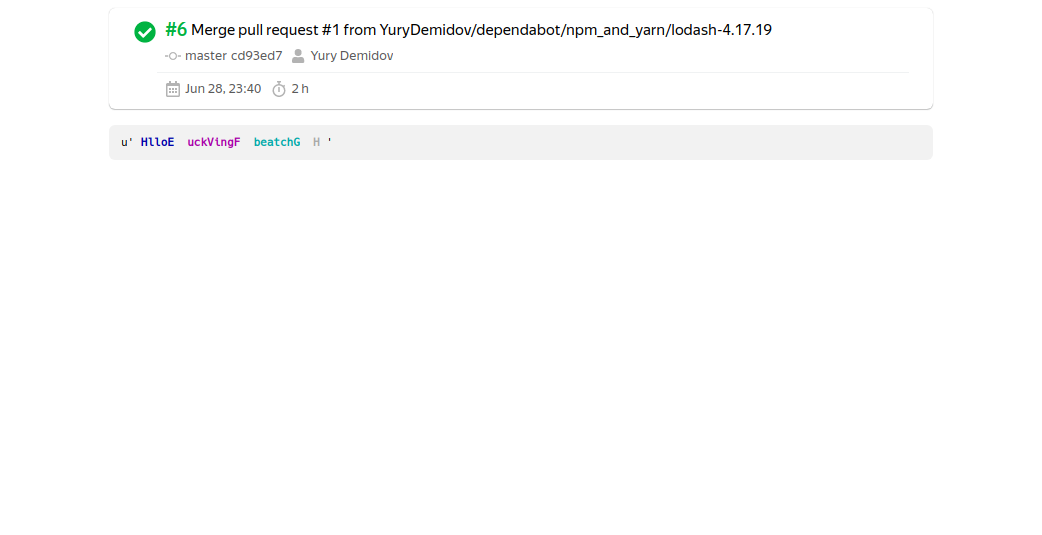 #6 Merge pull request #1 from YuryDemidov/dependabot/npm_and_yarn/lodash-4.17.19
master cd93ed7 Yury Demidov
Jun 28, 23:40 2 h
u' HlloE uckVingF beatchG H '